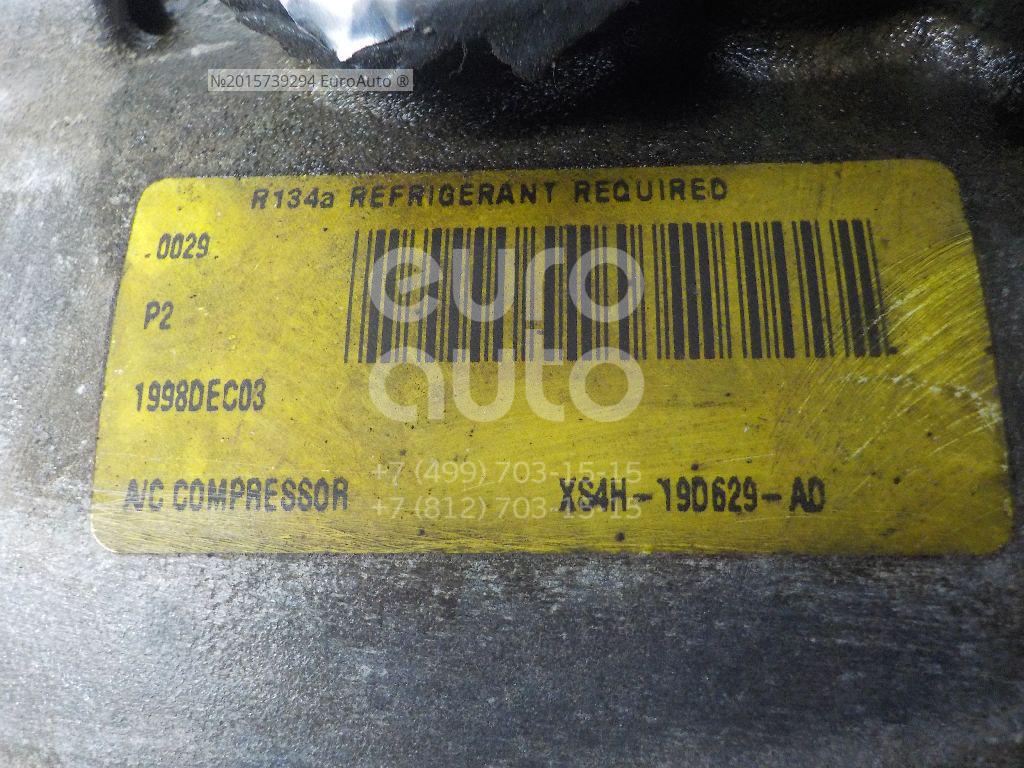 №2015739294 EuroAuto ®
R134a REFRIGERANT REQUIRED
.0029.
euro
P2
auto
1998DEC03
+7 (499) 703-15-15
A/C COMPRESSOR XS4H-19D629-AD
+7 (812) 703-15-15